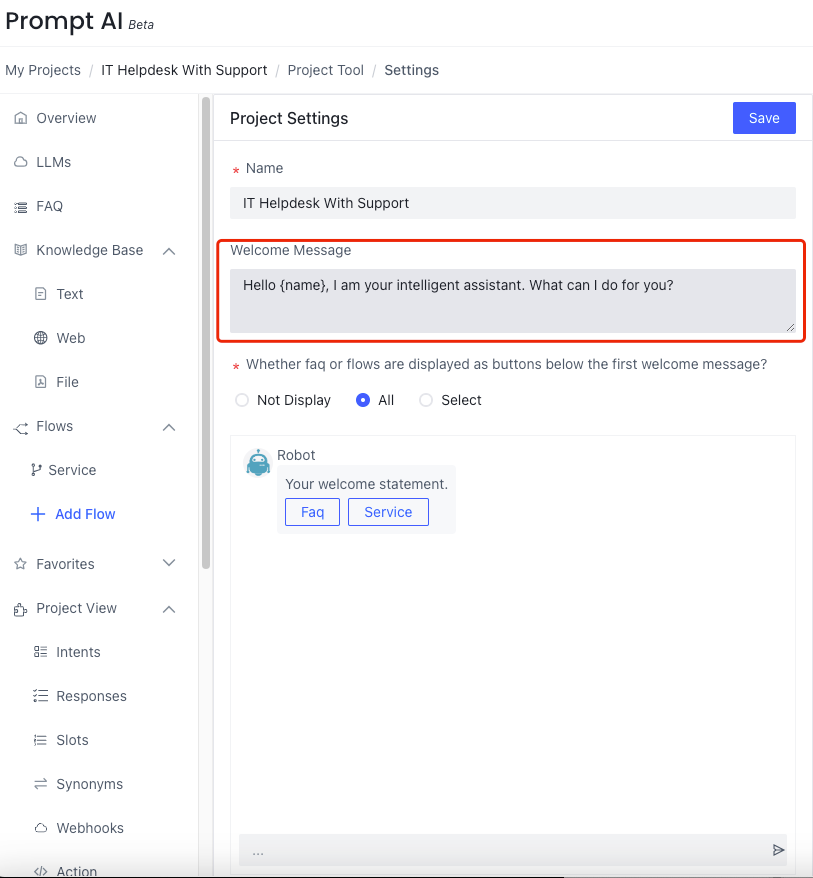 Prompt AI Beta
My Projects / IT Helpdesk With Support / Project Tool / Settings
Overview
LLMs
FAQ
Knowledge Base
Text
Web
File
Flows
Service
Add Flow
Favorites
Project View
Intents
Responses
Slots
Synonyms
Webhooks
Action
Project Settings
Save
* Name
IT Helpdesk With Support
Welcome Message
Hello {name}, I am your intelligent assistant. What can I do for you?
* Whether faq or flows are displayed as buttons below the first welcome message?
Not Display All Select
Robot
Your welcome statement.
Faq Service
...